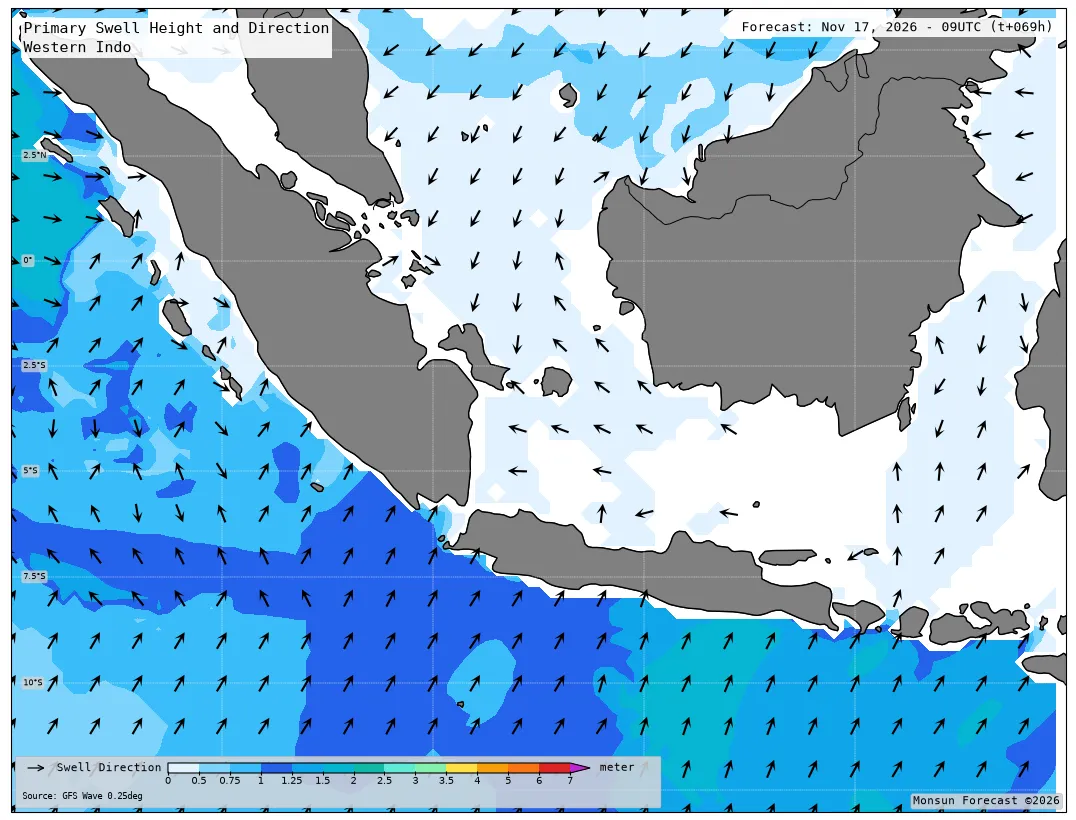 Primary Swell Height and Direction
Western Indo
Forecast: Nov 17, 2026 - 09UTC (t+069h)
2.5°N
0°
2.5°S
5°S
7.5°S
10°S
Swell Direction
meter
0 0.5 0.75 1 1.25 1.5 2 2.5 3 3.5 4 5 6 7
Source: GFS Wave 0.25deg
Monsun Forecast ©2026